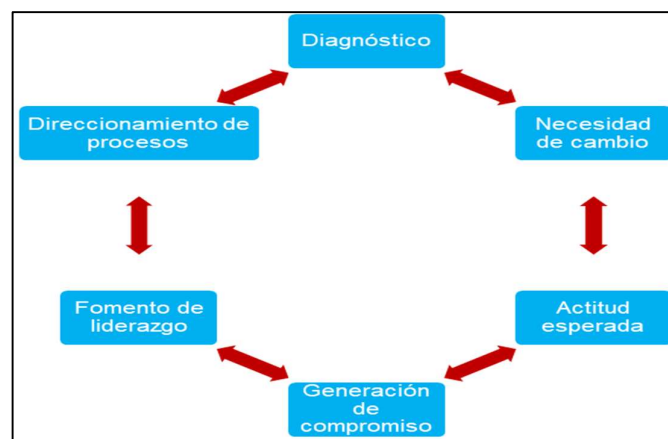 Diagnóstico
Direccionamiento de
procesos
Necesidad
de cambio
Fomento de
liderazgo
Actitud
esperada
Generación
de
compromiso